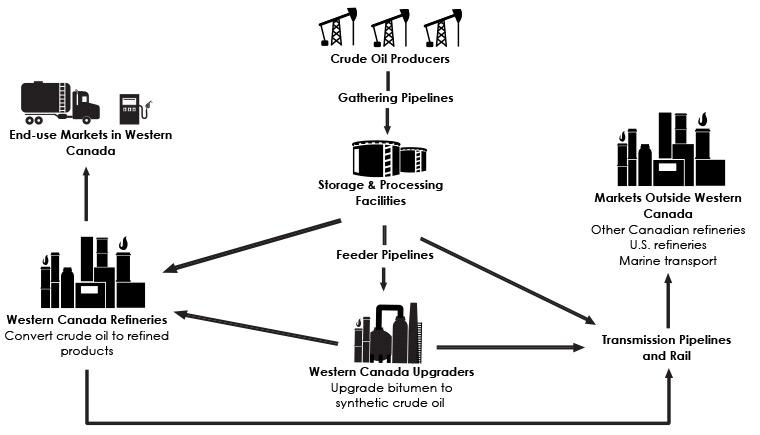 Crude Oil Producers
Gathering Pipelines
End-use Markets in Western
Canada
Storage & Processing
Facilities
Markets Outside Western
Canada
Other Canadian refineries
U.S. refineries
Marine transport
Feeder Pipelines
Western Canada Refineries
Convert crude oil to refined
products
Transmission Pipelines
and Rail
Western Canada Upgraders
Upgrade bitumen to
synthetic crude oil